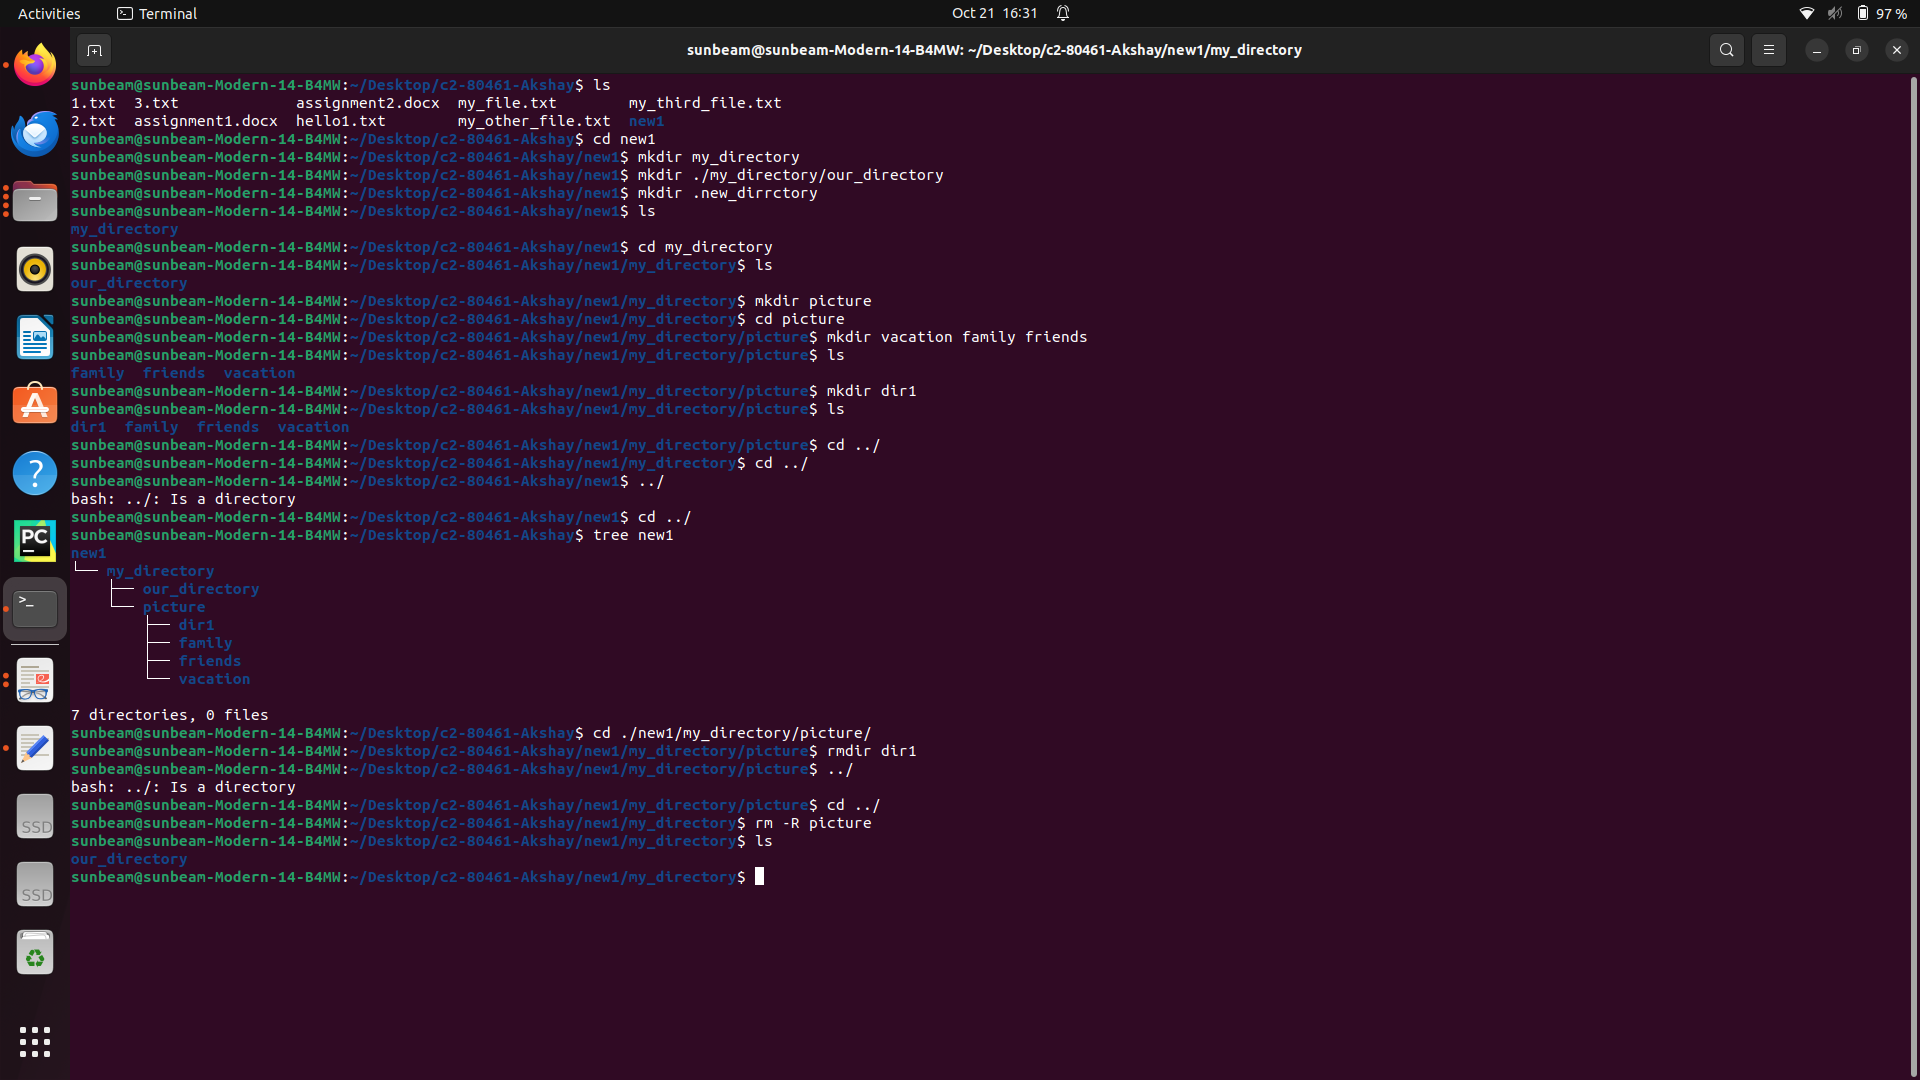 Activities Terminal Oct 21 16:31 97 %
sunbeam@sunbeam-Modern-14-B4MW: ~/Desktop/c2-80461-Akshay/new1/my_directory
sunbeam@sunbeam-Modern-14-B4MW:~/Desktop/c2-80461-Akshay$ ls
1.txt  3.txt             assignment2.docx  my_file.txt        my_third_file.txt
2.txt  assignment1.docx  hello1.txt        my_other_file.txt  new1
sunbeam@sunbeam-Modern-14-B4MW:~/Desktop/c2-80461-Akshay$ cd new1
sunbeam@sunbeam-Modern-14-B4MW:~/Desktop/c2-80461-Akshay/new1$ mkdir my_directory
sunbeam@sunbeam-Modern-14-B4MW:~/Desktop/c2-80461-Akshay/new1$ mkdir ./my_directory/our_directory
sunbeam@sunbeam-Modern-14-B4MW:~/Desktop/c2-80461-Akshay/new1$ mkdir .new_dirrctory
sunbeam@sunbeam-Modern-14-B4MW:~/Desktop/c2-80461-Akshay/new1$ ls
my_directory
sunbeam@sunbeam-Modern-14-B4MW:~/Desktop/c2-80461-Akshay/new1$ cd my_directory
sunbeam@sunbeam-Modern-14-B4MW:~/Desktop/c2-80461-Akshay/new1/my_directory$ ls
our_directory
sunbeam@sunbeam-Modern-14-B4MW:~/Desktop/c2-80461-Akshay/new1/my_directory$ mkdir picture
sunbeam@sunbeam-Modern-14-B4MW:~/Desktop/c2-80461-Akshay/new1/my_directory$ cd picture
sunbeam@sunbeam-Modern-14-B4MW:~/Desktop/c2-80461-Akshay/new1/my_directory/picture$ mkdir vacation family friends
sunbeam@sunbeam-Modern-14-B4MW:~/Desktop/c2-80461-Akshay/new1/my_directory/picture$ ls
family  friends  vacation
sunbeam@sunbeam-Modern-14-B4MW:~/Desktop/c2-80461-Akshay/new1/my_directory/picture$ mkdir dir1
sunbeam@sunbeam-Modern-14-B4MW:~/Desktop/c2-80461-Akshay/new1/my_directory/picture$ ls
dir1  family  friends  vacation
sunbeam@sunbeam-Modern-14-B4MW:~/Desktop/c2-80461-Akshay/new1/my_directory/picture$ cd ../
sunbeam@sunbeam-Modern-14-B4MW:~/Desktop/c2-80461-Akshay/new1/my_directory$ cd ../
sunbeam@sunbeam-Modern-14-B4MW:~/Desktop/c2-80461-Akshay/new1$ ../
bash: ../: Is a directory
sunbeam@sunbeam-Modern-14-B4MW:~/Desktop/c2-80461-Akshay/new1$ cd ../
sunbeam@sunbeam-Modern-14-B4MW:~/Desktop/c2-80461-Akshay$ tree new1
new1
└── my_directory
    ├── our_directory
    └── picture
        ├── dir1
        ├── family
        ├── friends
        └── vacation
7 directories, 0 files
sunbeam@sunbeam-Modern-14-B4MW:~/Desktop/c2-80461-Akshay$ cd ./new1/my_directory/picture/
sunbeam@sunbeam-Modern-14-B4MW:~/Desktop/c2-80461-Akshay/new1/my_directory/picture$ rmdir dir1
sunbeam@sunbeam-Modern-14-B4MW:~/Desktop/c2-80461-Akshay/new1/my_directory/picture$ ../
bash: ../: Is a directory
sunbeam@sunbeam-Modern-14-B4MW:~/Desktop/c2-80461-Akshay/new1/my_directory/picture$ cd ../
sunbeam@sunbeam-Modern-14-B4MW:~/Desktop/c2-80461-Akshay/new1/my_directory$ rm -R picture
sunbeam@sunbeam-Modern-14-B4MW:~/Desktop/c2-80461-Akshay/new1/my_directory$ ls
our_directory
sunbeam@sunbeam-Modern-14-B4MW:~/Desktop/c2-80461-Akshay/new1/my_directory$
PC
>_
SSD
SSD